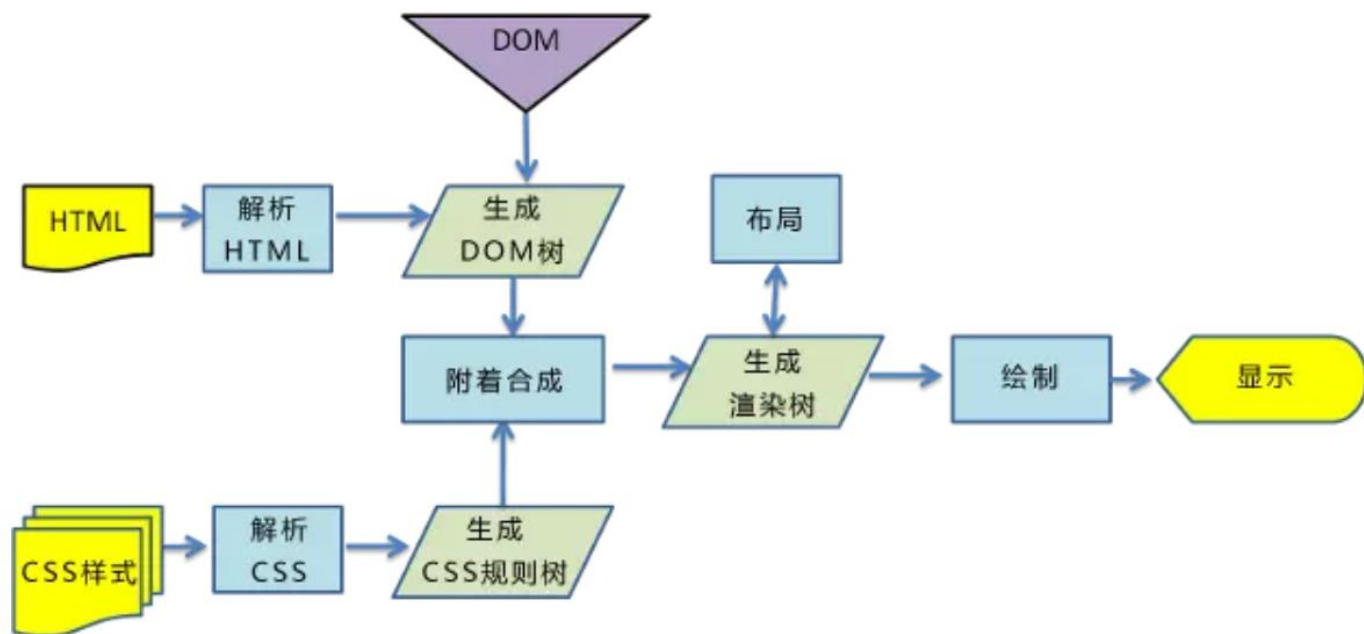 DOM
HTML
解析
HTML
生成
DOM树
布局
附着合成
生成
渲染树
绘制
显示
CSS样式
解析
CSS
生成
CSS规则树